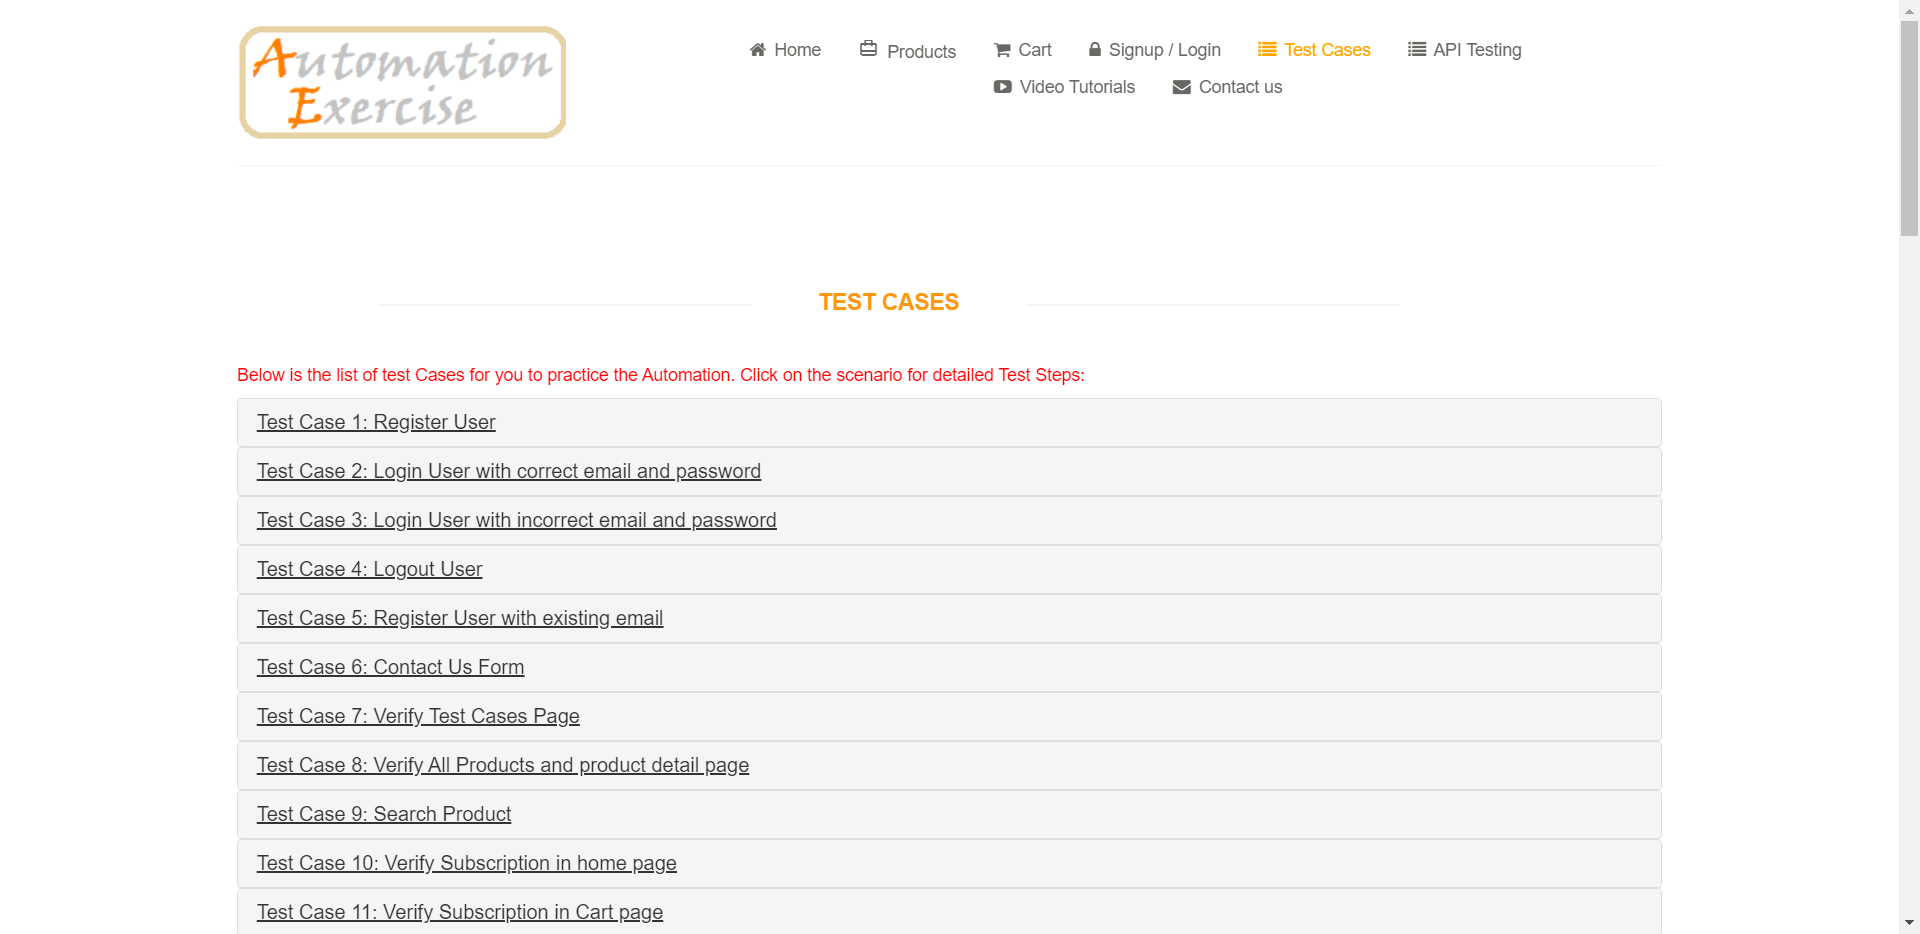 Automation
Exercise
Home Products Cart Signup / Login Test Cases API Testing
Video Tutorials Contact us
TEST CASES
Below is the list of test Cases for you to practice the Automation. Click on the scenario for detailed Test Steps:
Test Case 1: Register User
Test Case 2: Login User with correct email and password
Test Case 3: Login User with incorrect email and password
Test Case 4: Logout User
Test Case 5: Register User with existing email
Test Case 6: Contact Us Form
Test Case 7: Verify Test Cases Page
Test Case 8: Verify All Products and product detail page
Test Case 9: Search Product
Test Case 10: Verify Subscription in home page
Test Case 11: Verify Subscription in Cart page